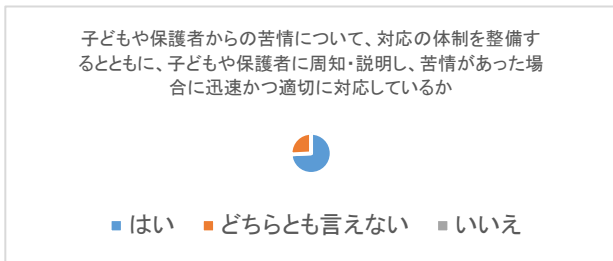 子どもや保護者からの苦情について、対応の体制を整備す
るとともに、子どもや保護者に周知・説明し、苦情があった場
合に迅速かつ適切に対応しているか
はい どちらとも言えない いいえ